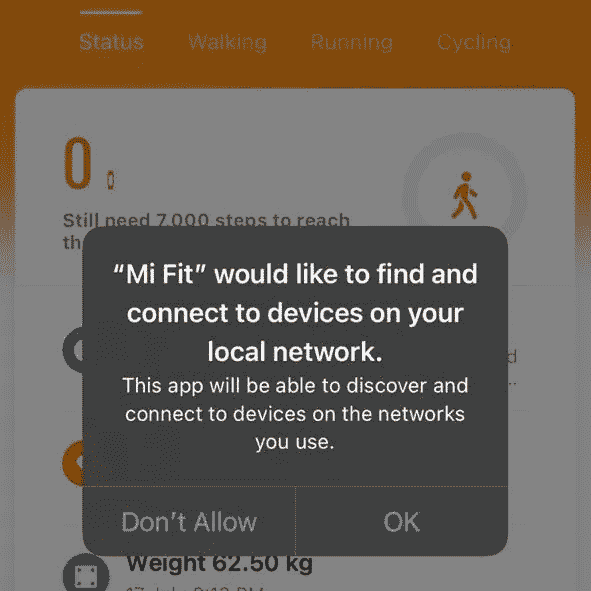 Status Walking Running Cycling
0
Still need 7,000 steps to reach
th
“Mi Fit” would like to find and
connect to devices on your
local network.
This app will be able to discover and
connect to devices on the networks
you use.
d
...
Don’t Allow OK
Weight 62.50 kg